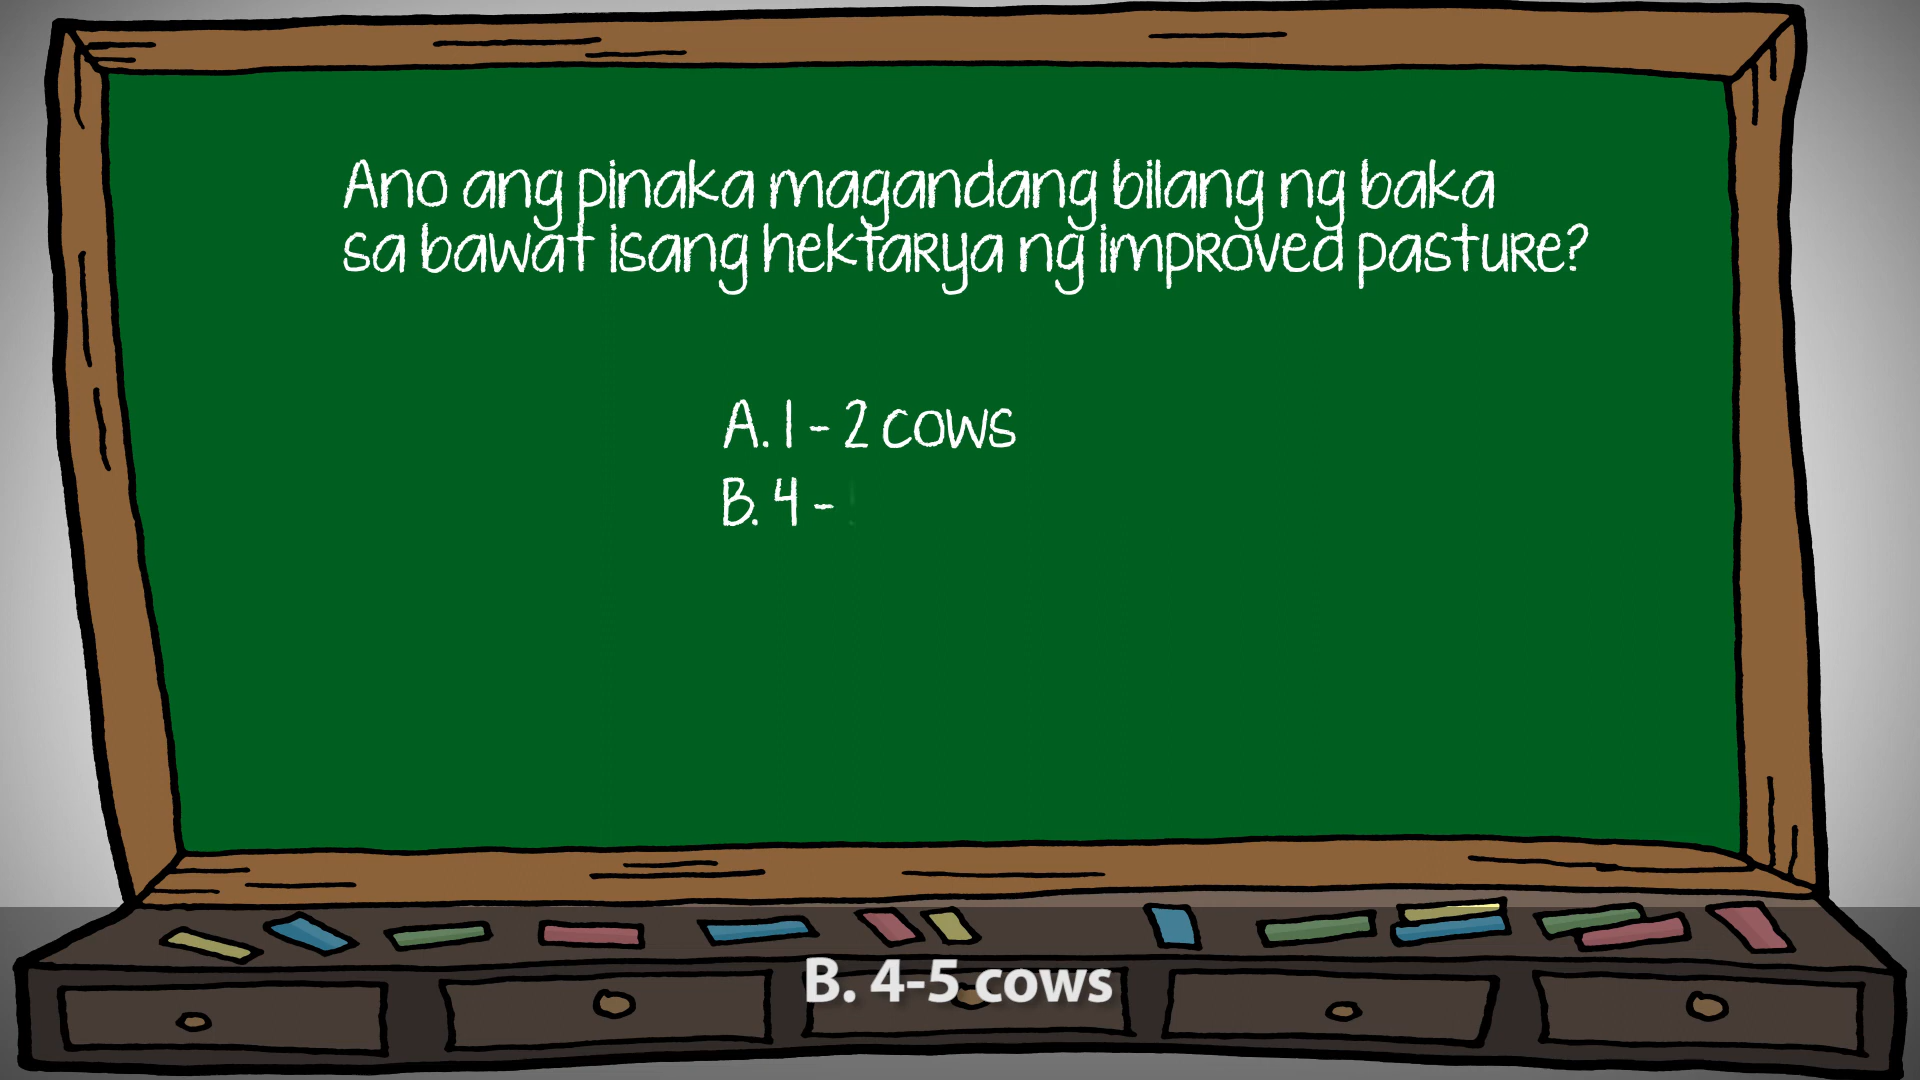 Ano ang pinaka magandang bilang ng baka
sa bawat isang hektarya ng improved pasture?
A. 1 - 2 cows
B. 4 -
B. 4-5 cows